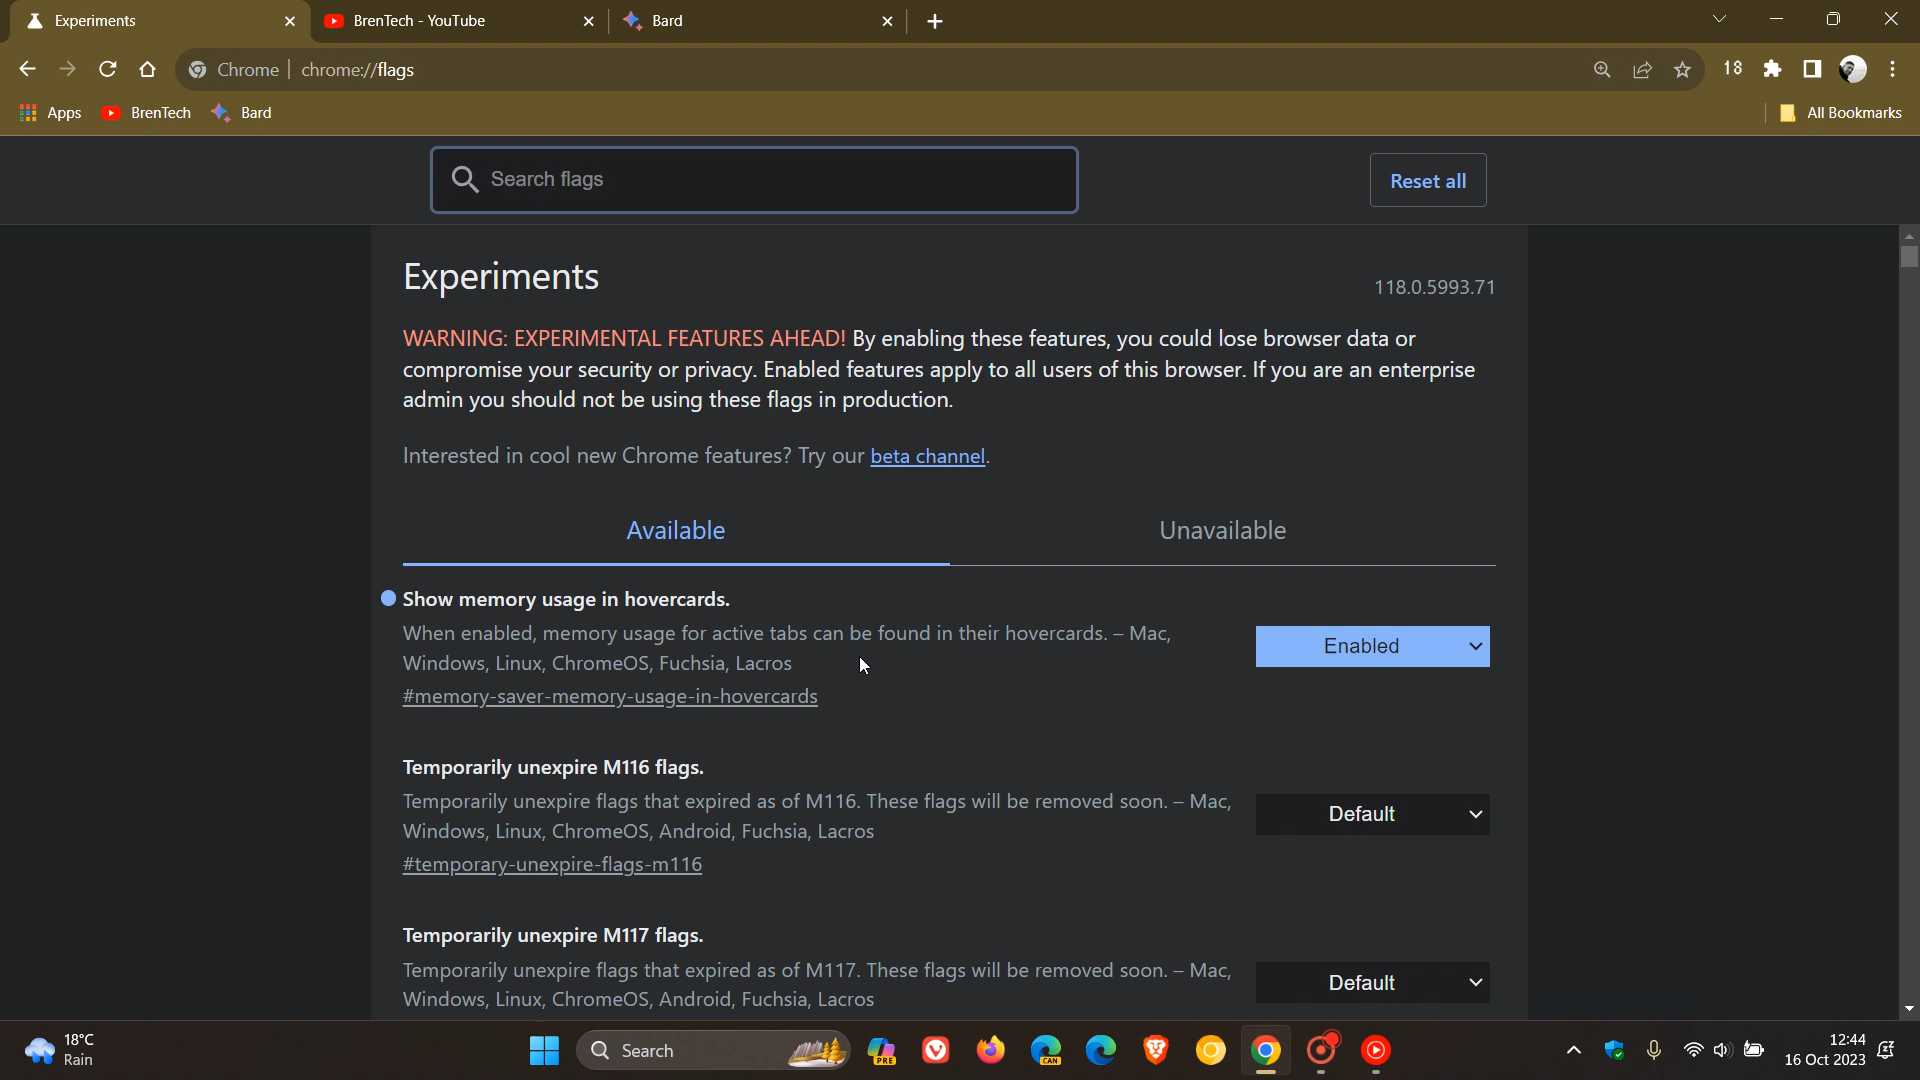 Experiments
BrenTech - YouTube
Bard
Chrome | chrome://flags
18
Apps
BrenTech
Bard
All Bookmarks
Search flags
Reset all
Experiments
118.0.5993.71
WARNING: EXPERIMENTAL FEATURES AHEAD! By enabling these features, you could lose browser data or
compromise your security or privacy. Enabled features apply to all users of this browser. If you are an enterprise
admin you should not be using these flags in production.
Interested in cool new Chrome features? Try our beta channel.
Available
Unavailable
Show memory usage in hovercards.
When enabled, memory usage for active tabs can be found in their hovercards. – Mac,
Windows, Linux, ChromeOS, Fuchsia, Lacros
#memory-saver-memory-usage-in-hovercards
Enabled
Temporarily unexpire M116 flags.
Temporarily unexpire flags that expired as of M116. These flags will be removed soon. – Mac,
Windows, Linux, ChromeOS, Android, Fuchsia, Lacros
#temporary-unexpire-flags-m116
Default
Temporarily unexpire M117 flags.
Temporarily unexpire flags that expired as of M117. These flags will be removed soon. – Mac,
Windows, Linux, ChromeOS, Android, Fuchsia, Lacros
Default
18°C
Rain
Search
PRE
CAN
12:44
16 Oct 2023